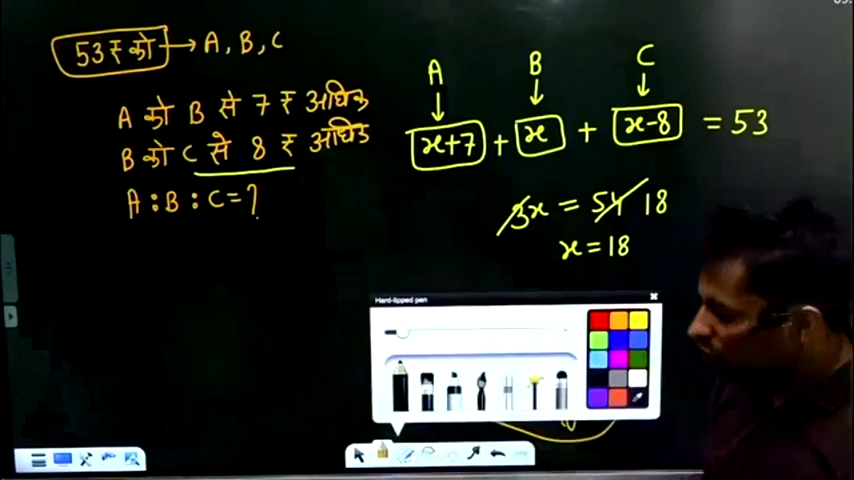 53₹ को → A, B, C
A को B से 7 ₹ अधिक
B को C से 8 ₹ अधिक
A : B : C = ?
A B C
x+7 + x + x-8 = 53
3x = 54 18
x = 18
Hard-tipped pen